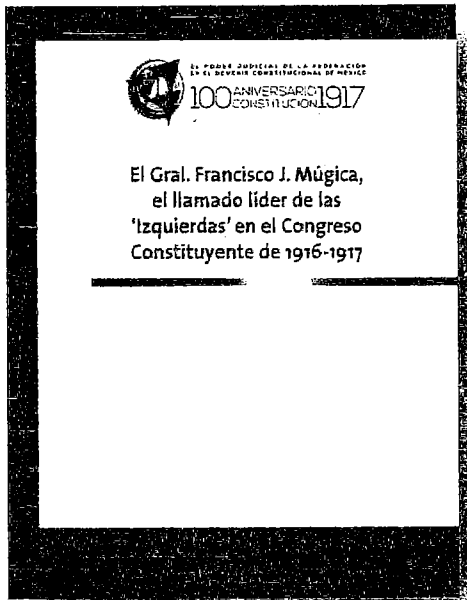 EL PODER JUDICIAL DE LA FEDERACIÓN
EN EL DEVENIR CONSTITUCIONAL DE MÉXICO
100 ANIVERSARIO CONSTITUCIÓN 1917
El Gral. Francisco J. Múgica,
el llamado líder de las
'Izquierdas' en el Congreso
Constituyente de 1916-1917